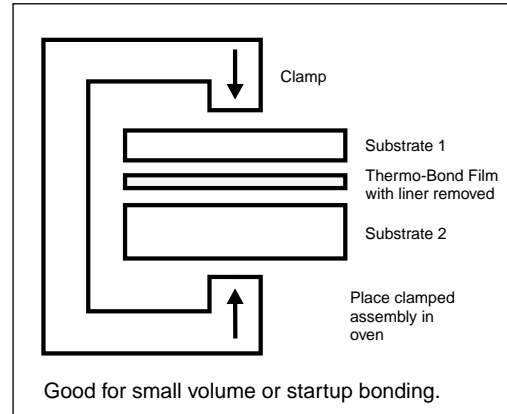 Clamp
Substrate 1
Thermo-Bond Film
with liner removed
Substrate 2
Place clamped
assembly in
oven
Good for small volume or startup bonding.